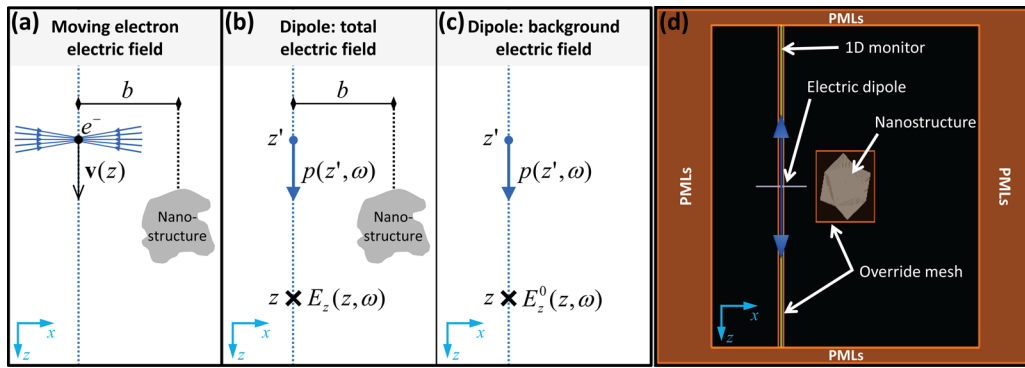 (a)
Moving electron
electric field
b
e⁻
v(z)
Nano-
structure
x
z
(b)
Dipole: total
electric field
b
z'
p(z',ω)
Nano-
structure
z
E_z(z,ω)
x
z
(c)
Dipole: background
electric field
z'
p(z',ω)
z
E_z^0(z,ω)
x
z
(d)
PMLs
1D monitor
Electric dipole
Nanostructure
PMLs
PMLs
Override mesh
x
z
PMLs